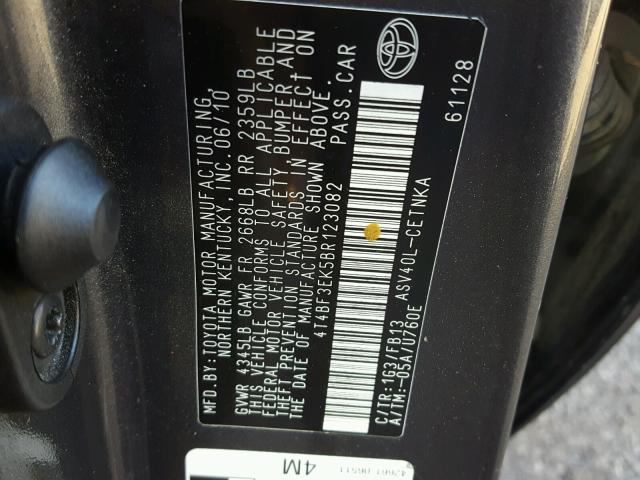 MFD. BY: TOYOTA MOTOR MANUFACTURING,
NORTHERN KENTUCKY, INC. 06/10
GVWR 4345LB GAWR FR 2668LB RR 2359LB
THIS VEHICLE CONFORMS TO ALL APPLICABLE
FEDERAL MOTOR VEHICLE SAFETY, BUMPER, AND
THEFT PREVENTION STANDARDS IN EFFECT ON
THE DATE OF MANUFACTURE SHOWN ABOVE.
4T4BF3EK5BR123082 PASS. CAR
C/TR: 1G3/FB13 ASV40L-CETNKA
A/TM: -05A/U760E
61128
4M